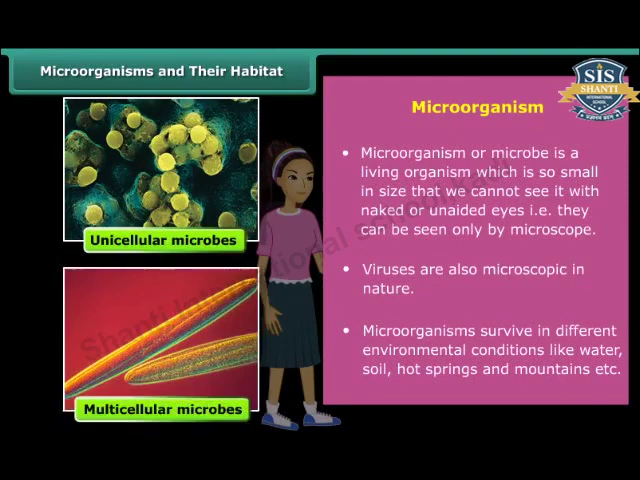 Microorganisms and Their Habitat
SIS
SHANTI
INTERNATIONAL
SCHOOL
Microorganism
• Microorganism or microbe is a
living organism which is so small
in size that we cannot see it with
naked or unaided eyes i.e. they
can be seen only by microscope.
• Viruses are also microscopic in
nature.
• Microorganisms survive in different
environmental conditions like water,
soil, hot springs and mountains etc.
Unicellular microbes
Multicellular microbes